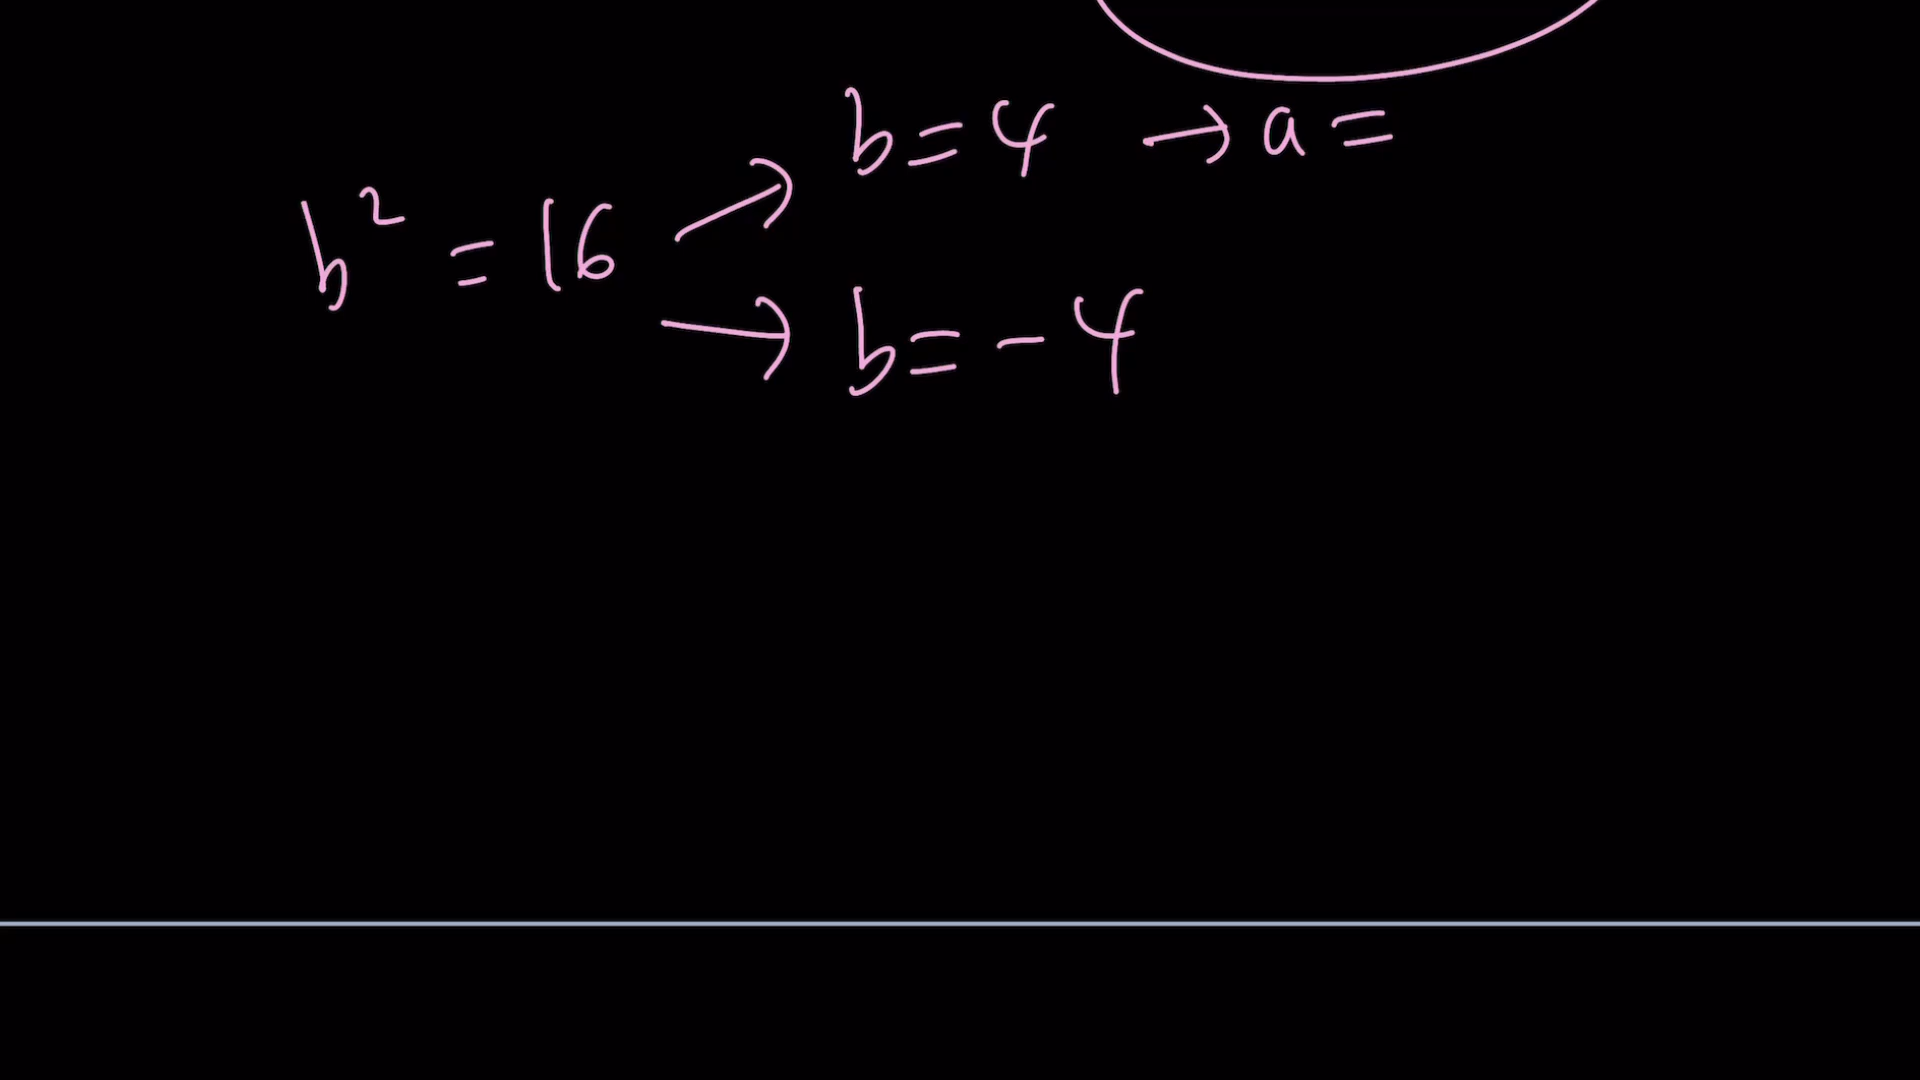 b = 4 → a =
b² = 16
b = - 4